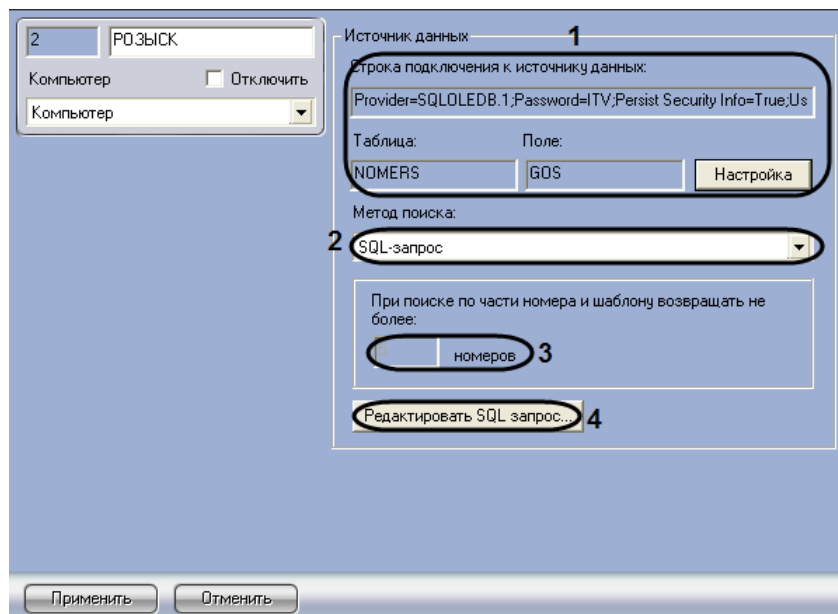 2 РОЗЫСК
Компьютер Отключить
Компьютер
Источник данных 1
Строка подключения к источнику данных:
Provider=SQLOLEDB.1;Password=ITV;Persist Security Info=True;Us
Таблица: Поле:
NOMERS GOS Настройка
Метод поиска:
2 SQL-запрос
При поиске по части номера и шаблону возвращать не
более:
номеров 3
Редактировать SQL запрос... 4
Применить Отменить